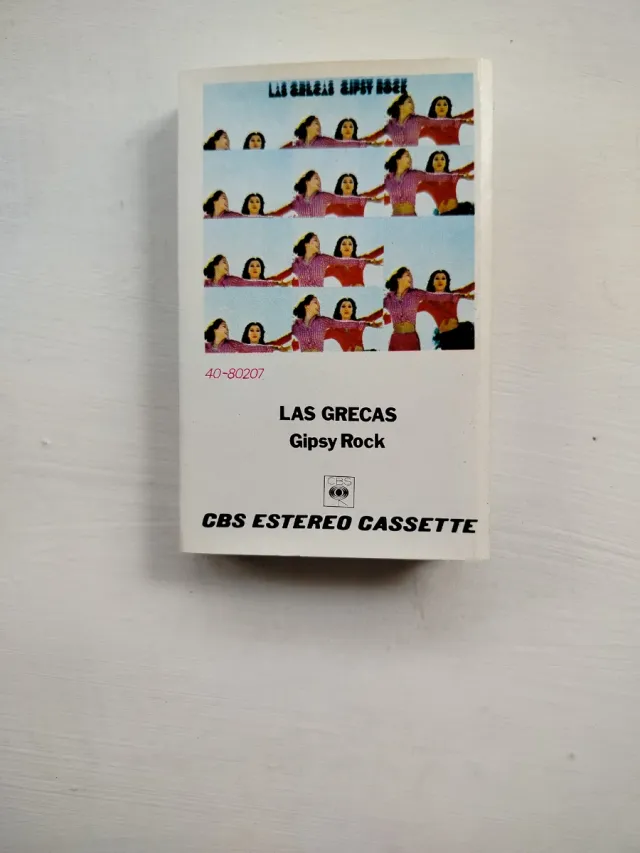 LAS GRECAS GIPSY ROCK
40-80207
LAS GRECAS
Gipsy Rock
CBS
CBS ESTEREO CASSETTE